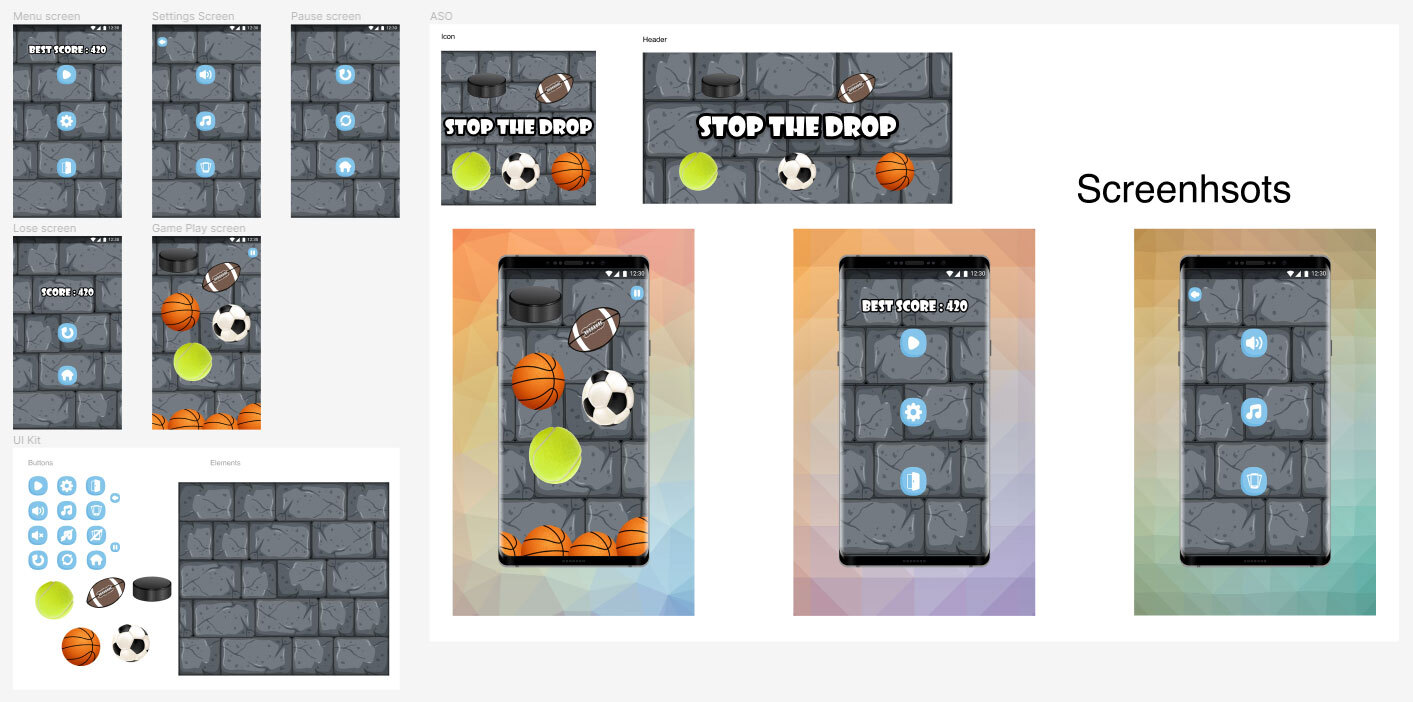 Menu screen
Settings Screen
Pause screen
ASO
12:30
12:30
12:30
BEST SCORE : 420
Icon
Header
STOP THE DROP
STOP THE DROP
Screenhsots
Lose screen
Game Play screen
12:30
12:30
SCORE : 420
12:30
12:30
12:30
BEST SCORE : 420
UI Kit
Buttons
Elements